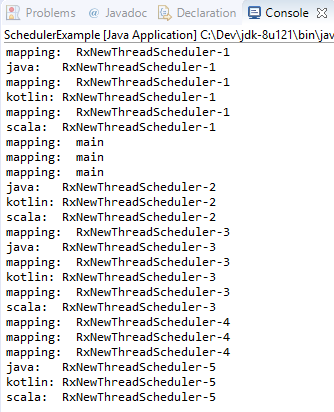 Problems @ Javadoc Declaration Console
SchedulerExample [Java Application] C:\Dev\jdk-8u121\bin\jav
mapping: RxNewThreadScheduler-1
java: RxNewThreadScheduler-1
mapping: RxNewThreadScheduler-1
kotlin: RxNewThreadScheduler-1
mapping: RxNewThreadScheduler-1
scala: RxNewThreadScheduler-1
mapping: main
mapping: main
mapping: main
java: RxNewThreadScheduler-2
kotlin: RxNewThreadScheduler-2
scala: RxNewThreadScheduler-2
mapping: RxNewThreadScheduler-3
java: RxNewThreadScheduler-3
mapping: RxNewThreadScheduler-3
kotlin: RxNewThreadScheduler-3
mapping: RxNewThreadScheduler-3
scala: RxNewThreadScheduler-3
mapping: RxNewThreadScheduler-4
mapping: RxNewThreadScheduler-4
mapping: RxNewThreadScheduler-4
java: RxNewThreadScheduler-5
kotlin: RxNewThreadScheduler-5
scala: RxNewThreadScheduler-5